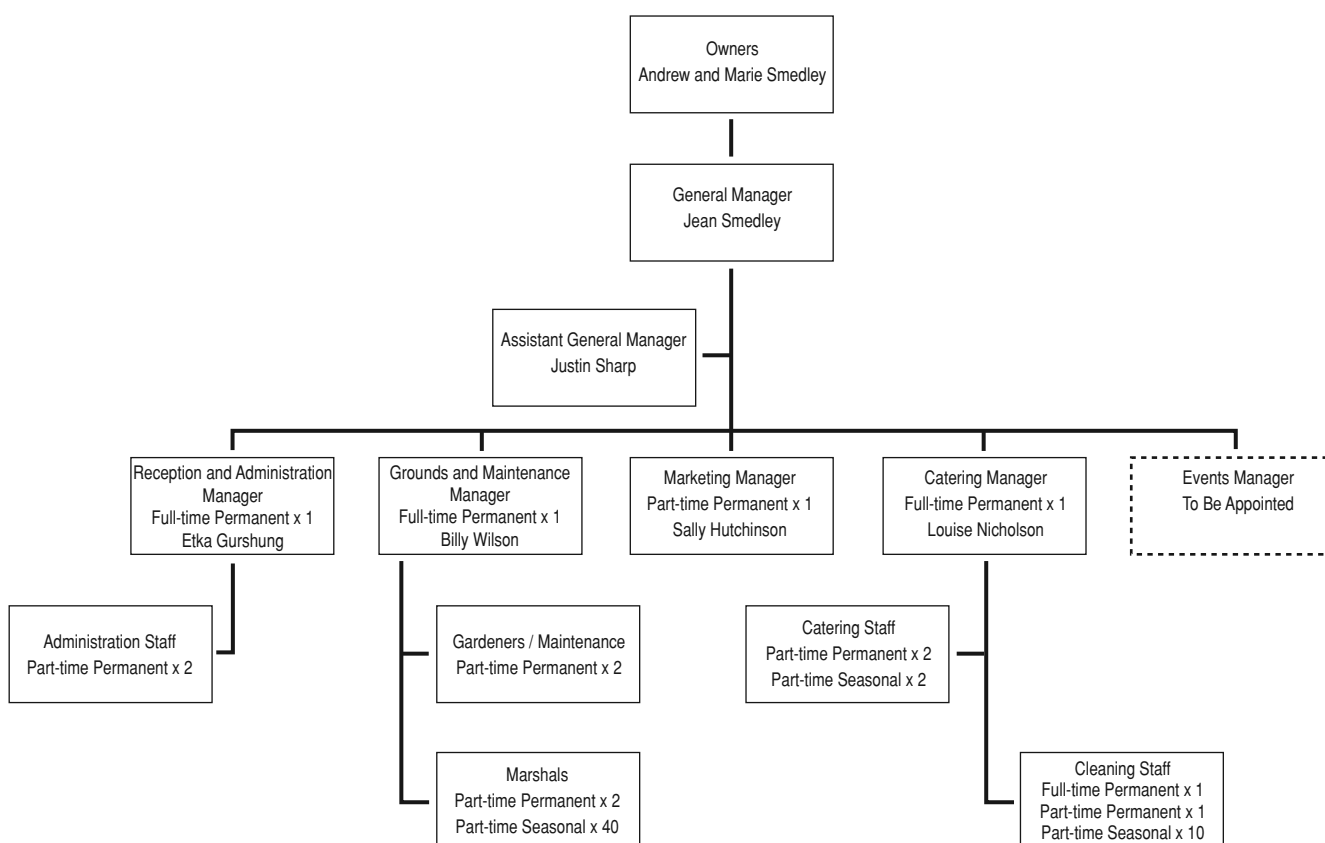 Owners
Andrew and Marie Smedley
General Manager
Jean Smedley
Assistant General Manager
Justin Sharp
Reception and Administration
Manager
Full-time Permanent x 1
Etka Gurshung
Grounds and Maintenance
Manager
Full-time Permanent x 1
Billy Wilson
Marketing Manager
Part-time Permanent x 1
Sally Hutchinson
Catering Manager
Full-time Permanent x 1
Louise Nicholson
Events Manager
To Be Appointed
Administration Staff
Part-time Permanent x 2
Gardeners / Maintenance
Part-time Permanent x 2
Catering Staff
Part-time Permanent x 2
Part-time Seasonal x 2
Marshals
Part-time Permanent x 2
Part-time Seasonal x 40
Cleaning Staff
Full-time Permanent x 1
Part-time Permanent x 1
Part-time Seasonal x 10